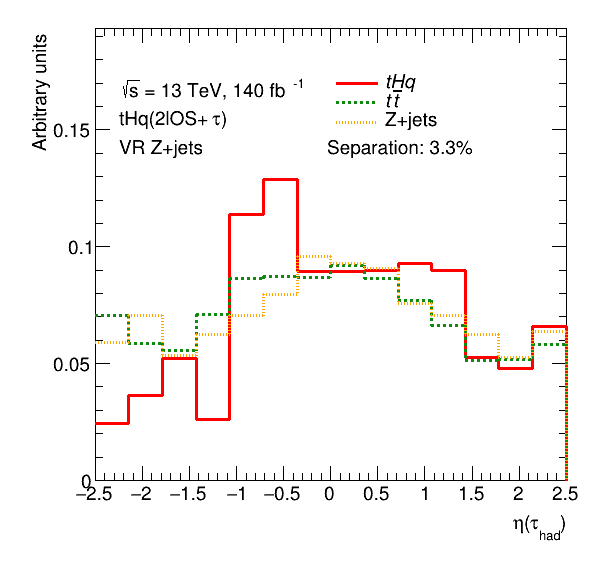 Arbitrary units
√s = 13 TeV, 140 fb⁻¹
tHq(2lOS+ τ)
VR Z+jets
tHq
tt̅
Z+jets
Separation: 3.3%
0.15
0.1
0.05
0
−2.5 −2 −1.5 −1 −0.5 0 0.5 1 1.5 2 2.5
η(τ_had)